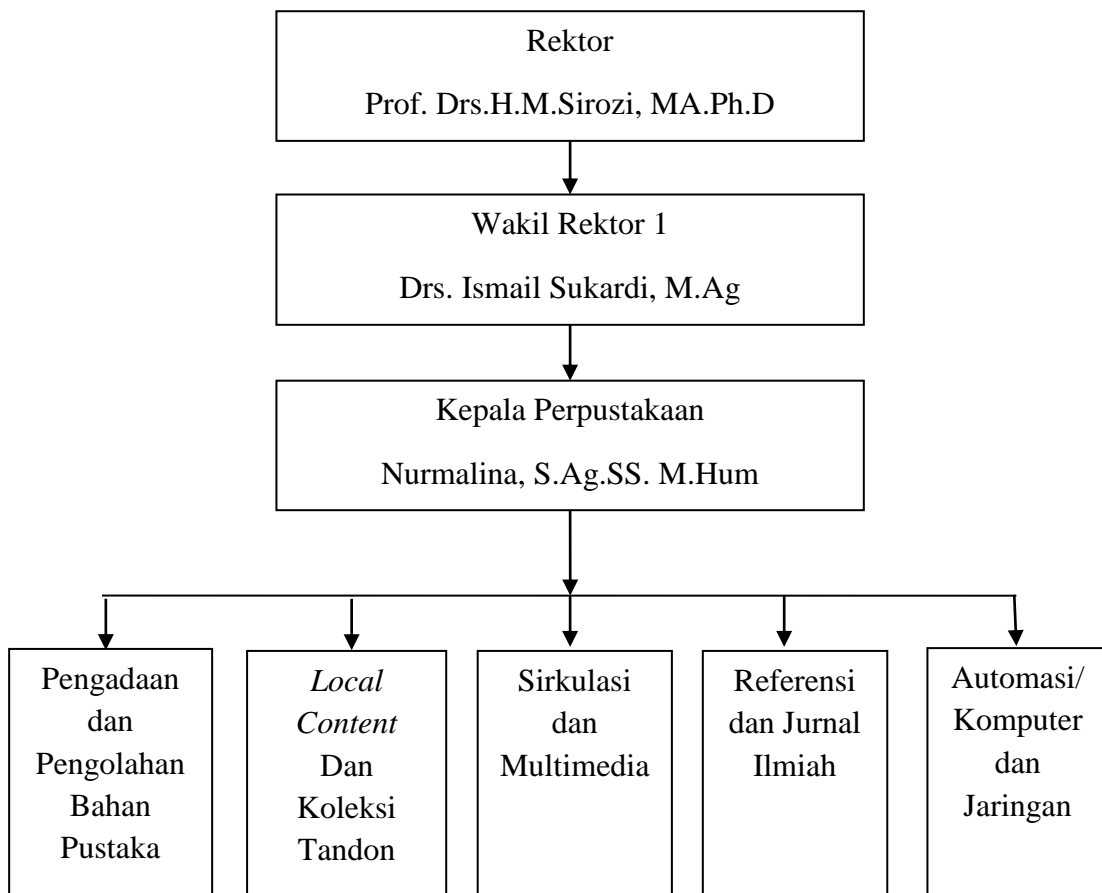 Rektor
Prof. Drs.H.M.Sirozi, MA.Ph.D
Wakil Rektor 1
Drs. Ismail Sukardi, M.Ag
Kepala Perpustakaan
Nurmalina, S.Ag.SS. M.Hum
Pengadaan
dan
Pengolahan
Bahan
Pustaka
Local
Content
Dan
Koleksi
Tandon
Sirkulasi
dan
Multimedia
Referensi
dan Jurnal
Ilmiah
Automasi/
Komputer
dan
Jaringan